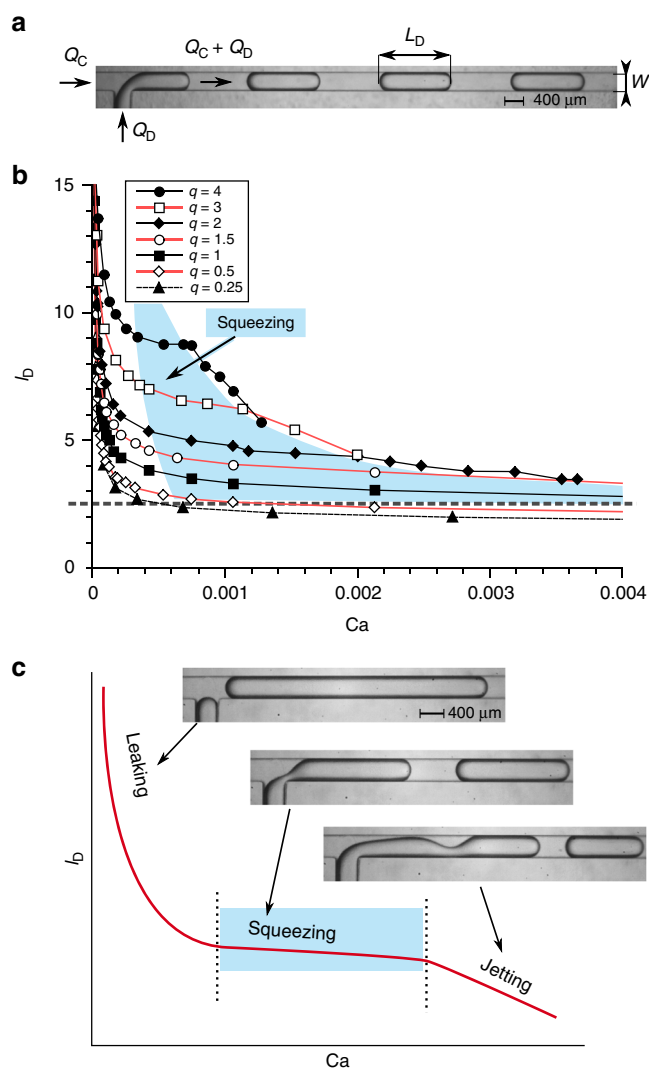 a
Q_C
Q_C + Q_D
L_D
W
400 μm
Q_D
b
15
q = 4
q = 3
q = 2
q = 1.5
q = 1
q = 0.5
q = 0.25
10
Squeezing
l_D
5
0
0 0.001 0.002 0.003 0.004
Ca
c
400 μm
Leaking
l_D
Squeezing
Jetting
Ca